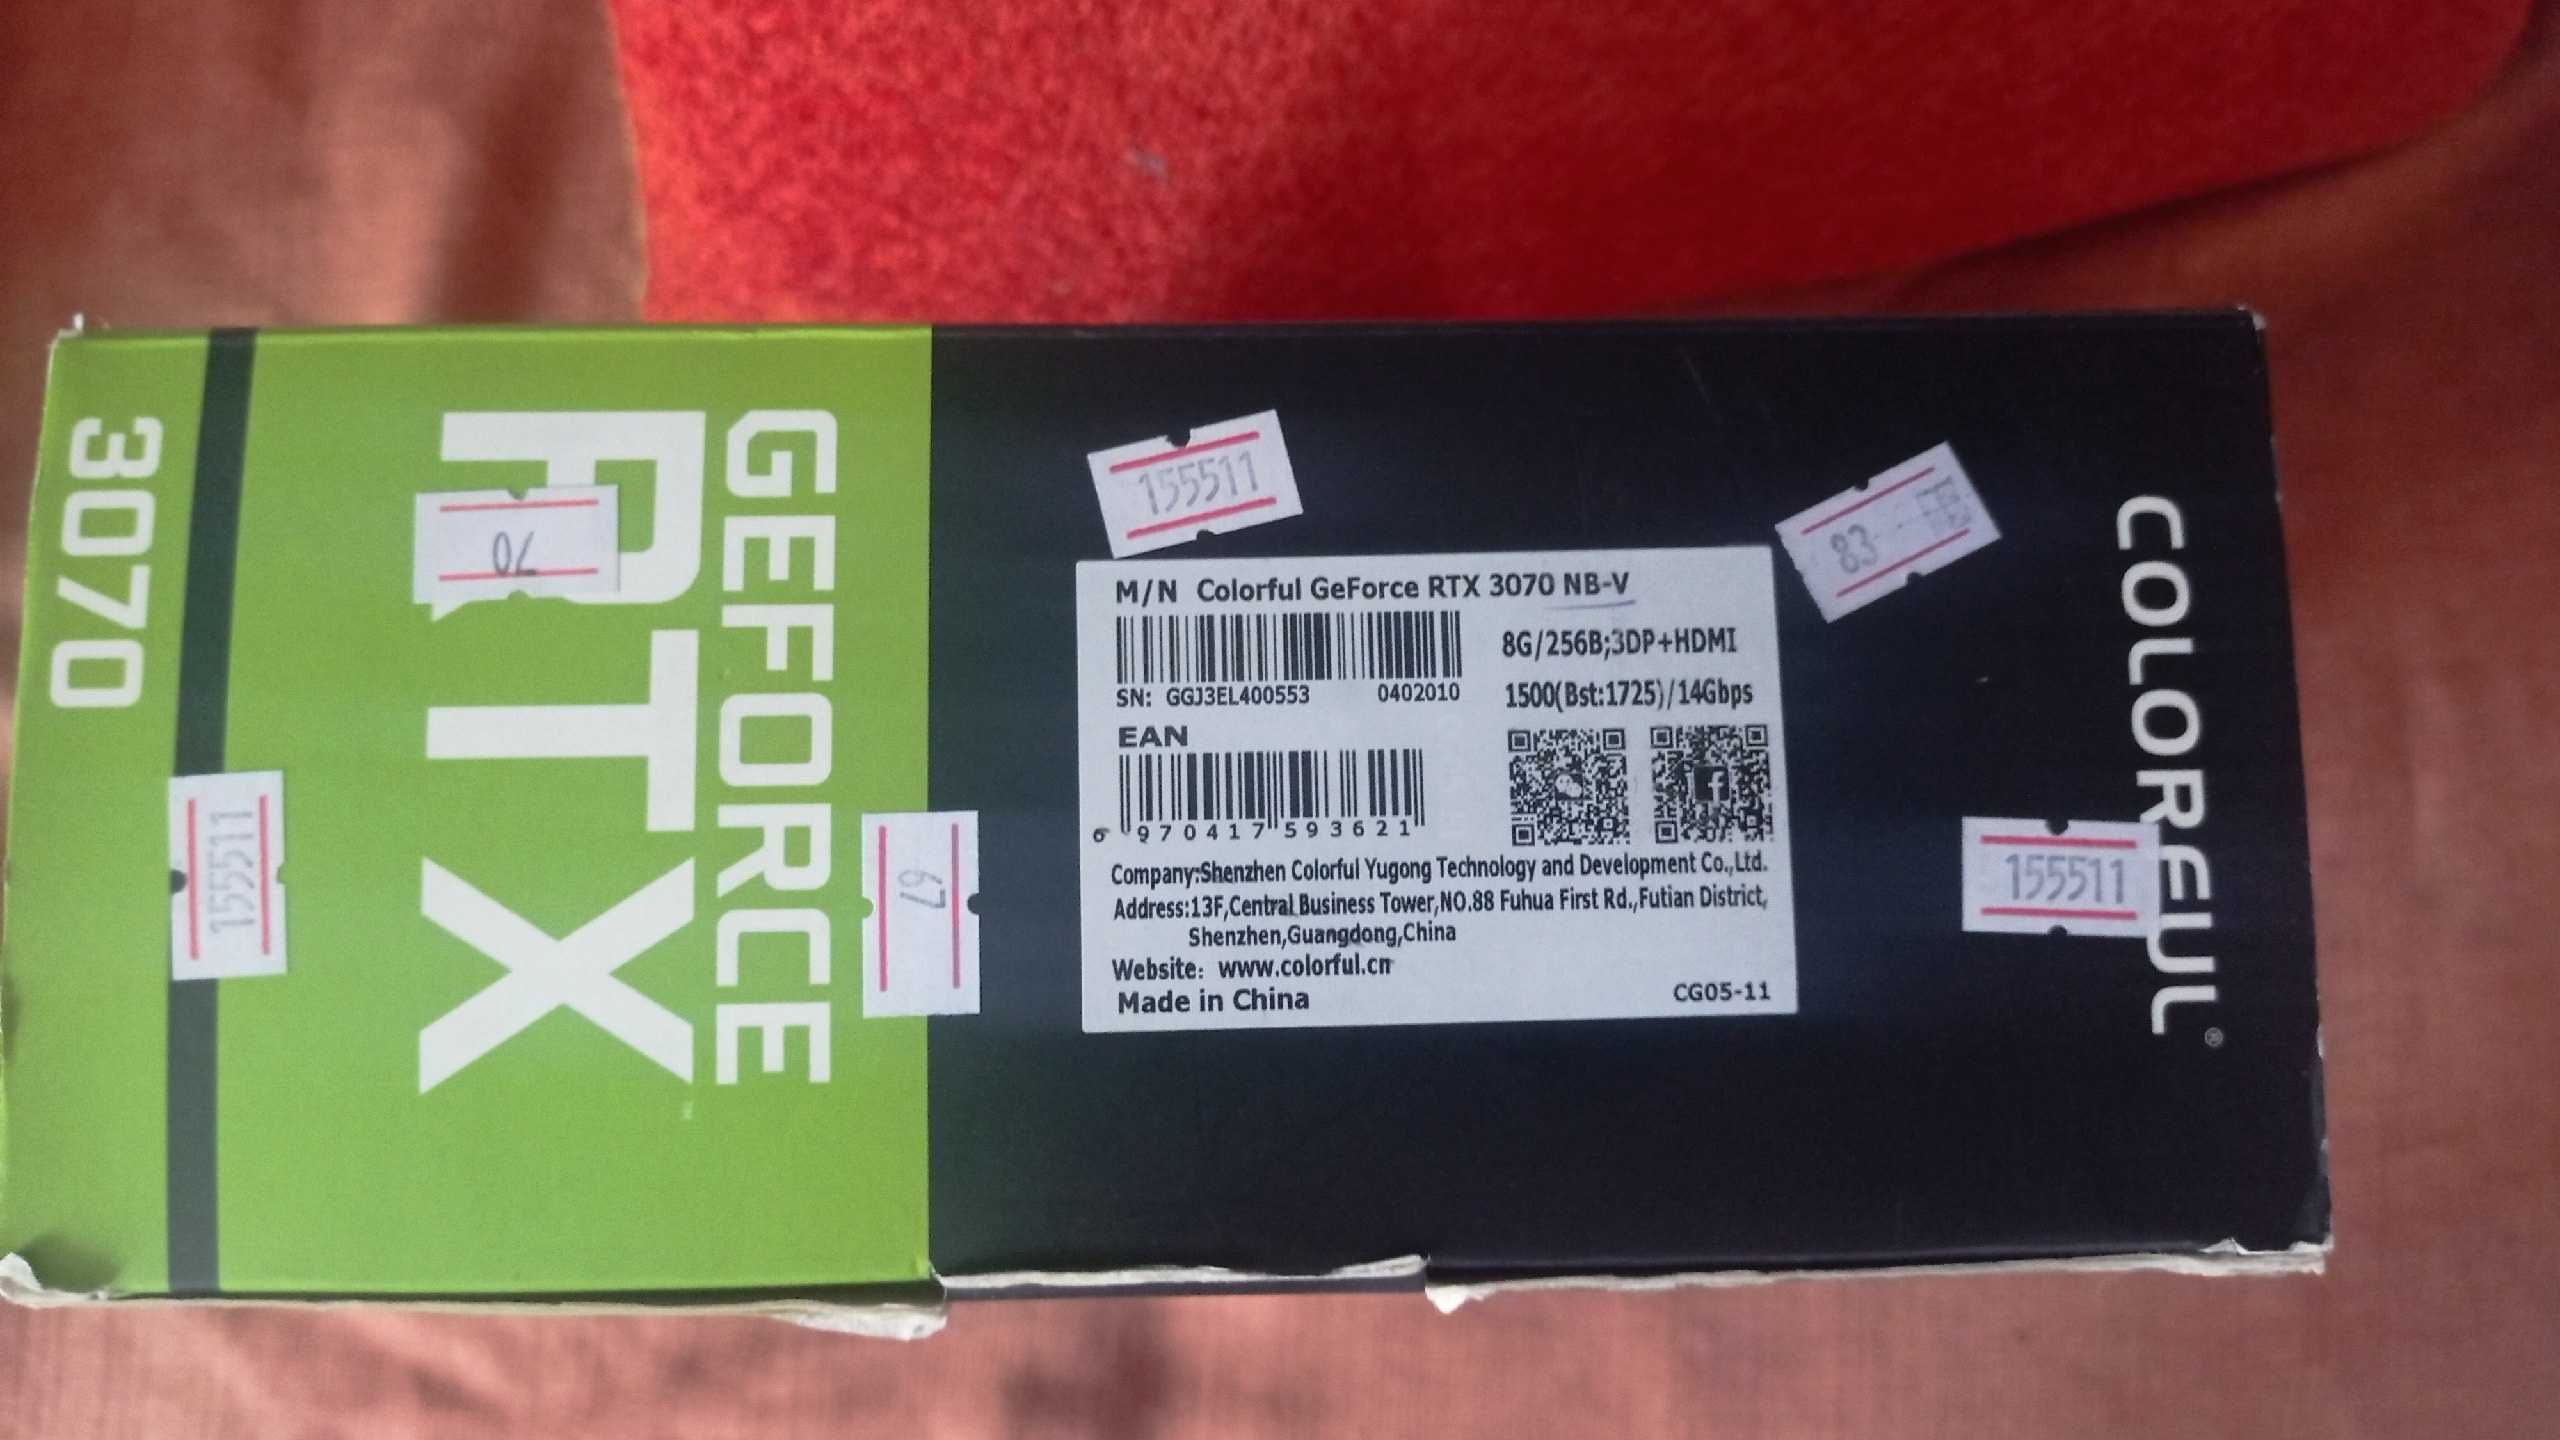 3070
GEFORCE
RTX
™
70
155511
67
155511
83
155511
M/N Colorful GeForce RTX 3070 NB-V
8G/256B;3DP+HDMI
SN: GGJ3EL400553 0402010
1500(Bst:1725)/14Gbps
EAN
6 970417 593621
Company:Shenzhen Colorful Yugong Technology and Development Co.,Ltd.
Address:13F,Central Business Tower,NO.88 Fuhua First Rd.,Futian District,
Shenzhen,Guangdong,China
Website: www.colorful.cn
Made in China
CG05-11
COLORFUL®